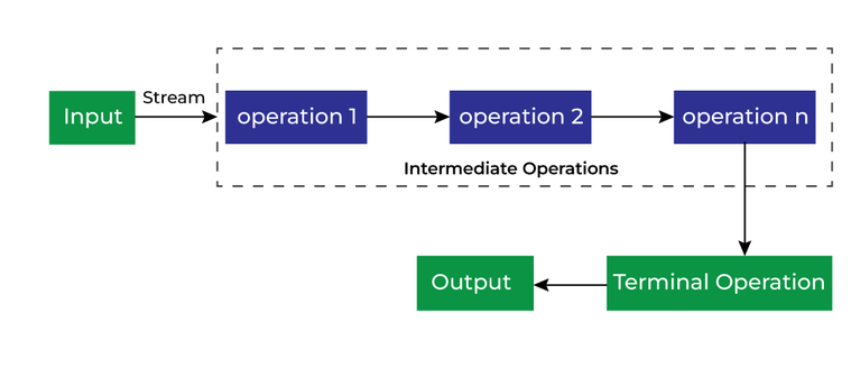 Input
Stream
operation 1
operation 2
operation n
Intermediate Operations
Output
Terminal Operation